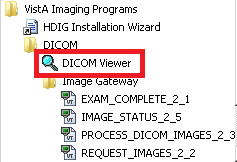 VistA Imaging Programs
HDIG Installation Wizard
DICOM
DICOM Viewer
Image Gateway
EXAM_COMPLETE_2_1
IMAGE_STATUS_2_5
PROCESS_DICOM_IMAGES_2_3
REQUEST_IMAGES_2_2